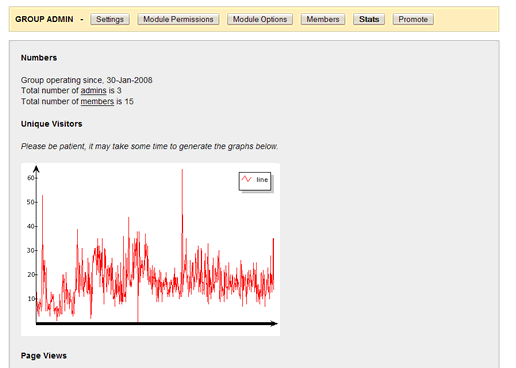 GROUP ADMIN - Settings Module Permissions Module Options Members Stats Promote
Numbers
Group operating since, 30-Jan-2008
Total number of admins is 3
Total number of members is 15
Unique Visitors
Please be patient, it may take some time to generate the graphs below.
line
60
50
40
30
20
10
Page Views